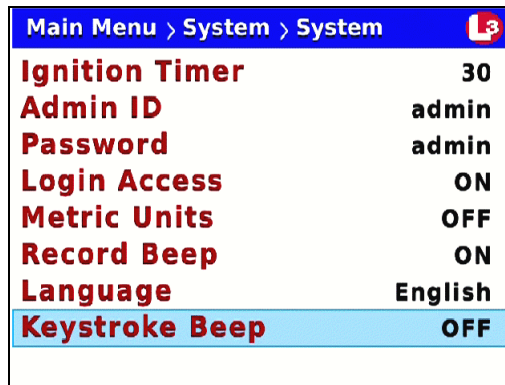 Main Menu > System > System L3
Ignition Timer 30
Admin ID admin
Password admin
Login Access ON
Metric Units OFF
Record Beep ON
Language English
Keystroke Beep OFF